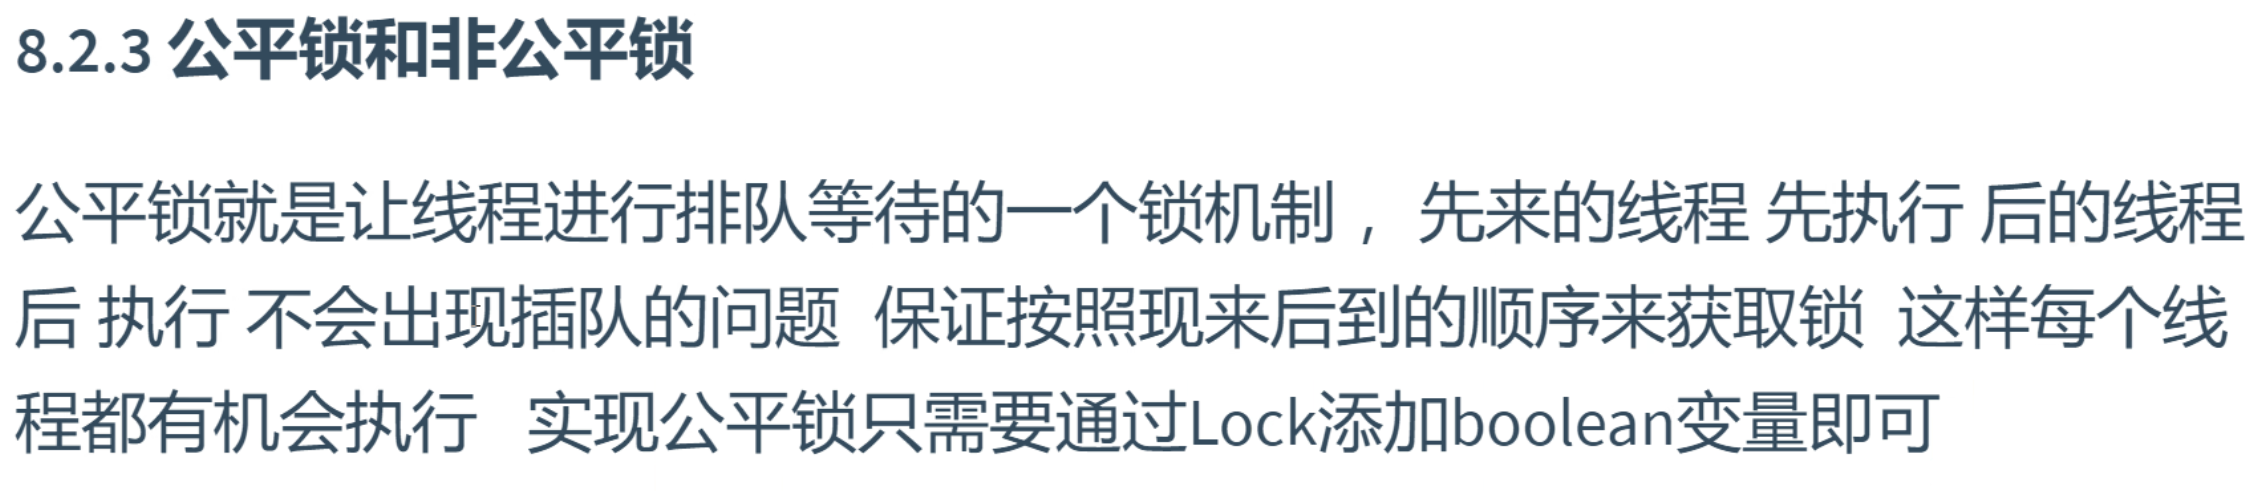 8.2.3 公平锁和非公平锁
公平锁就是让线程进行排队等待的一个锁机制， 先来的线程 先执行 后的线程
后 执行 不会出现插队的问题  保证按照现来后到的顺序来获取锁  这样每个线
程都有机会执行   实现公平锁只需要通过Lock添加boolean变量即可